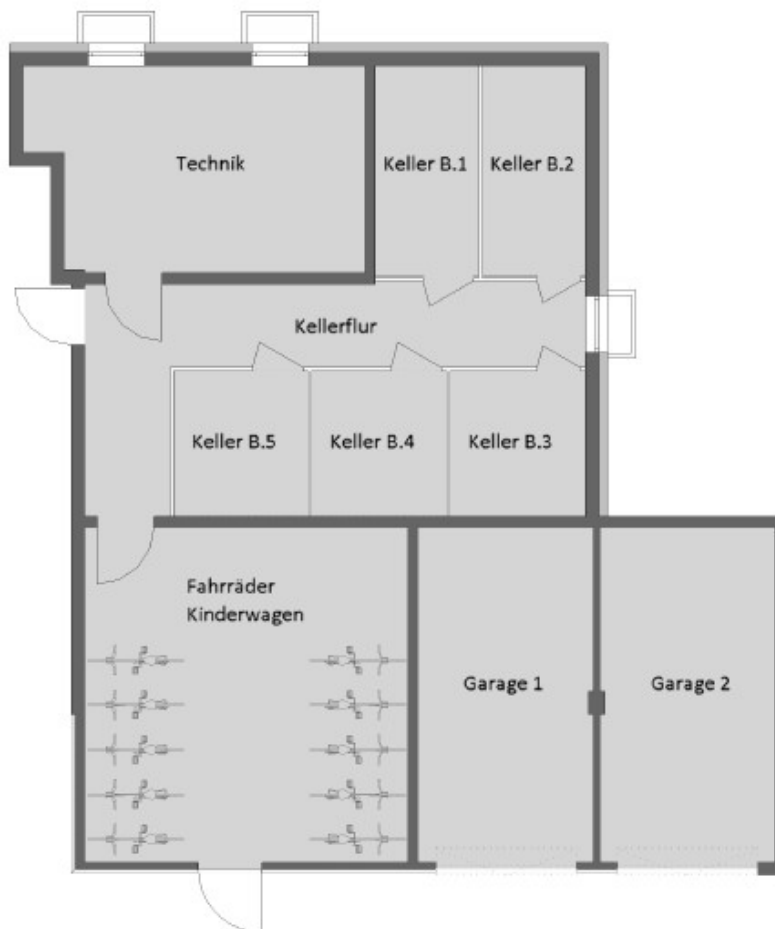 Technik
Keller B.1
Keller B.2
Kellerflur
Keller B.5
Keller B.4
Keller B.3
Fahrräder
Kinderwagen
Garage 1
Garage 2